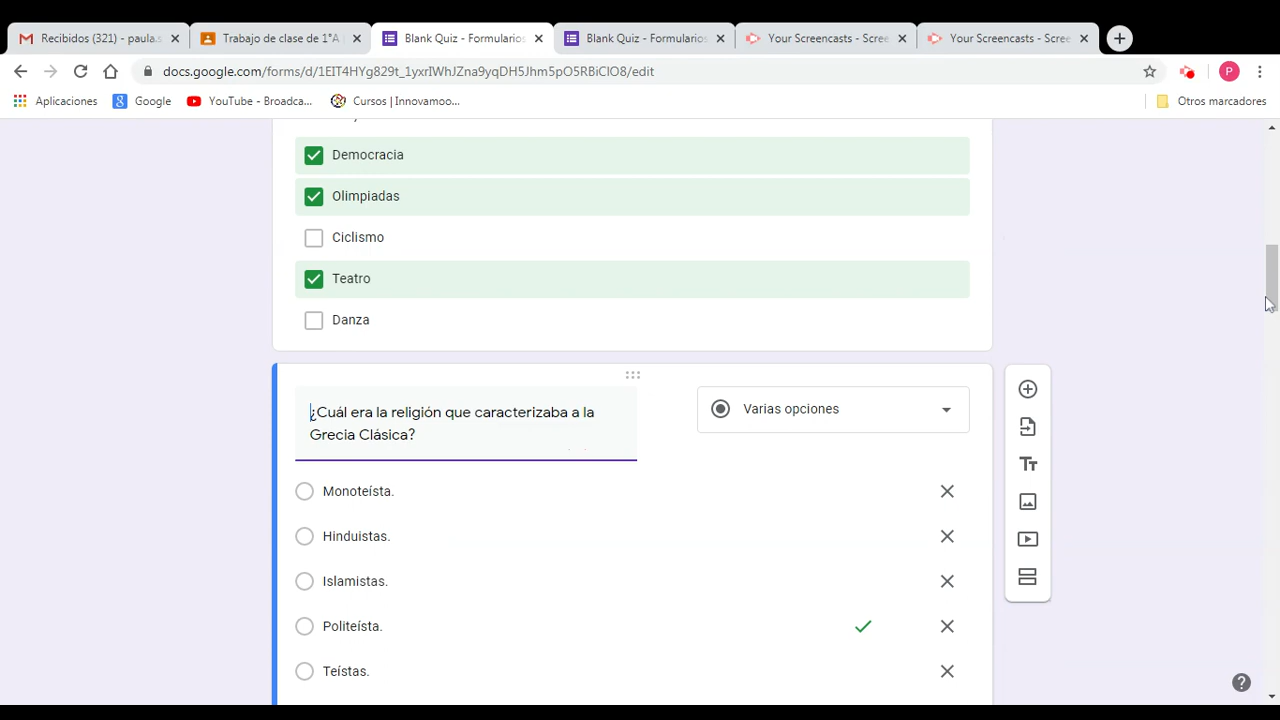 Recibidos (321) - paula.s
Trabajo de clase de 1°A
Blank Quiz - Formularios
Blank Quiz - Formularios
Your Screencasts - Scree
Your Screencasts - Scree
docs.google.com/forms/d/1EIT4HYg829t_1yxrIWhJZna9yqDH5Jhm5pO5RBiClO8/edit
P
Aplicaciones
Google
YouTube - Broadca...
Cursos | Innovamoo...
Otros marcadores
Democracia
Olimpiadas
Ciclismo
Teatro
Danza
¿Cuál era la religión que caracterizaba a la
Grecia Clásica?
Varias opciones
Monoteísta.
Hinduistas.
Islamistas.
Politeísta.
Teístas.